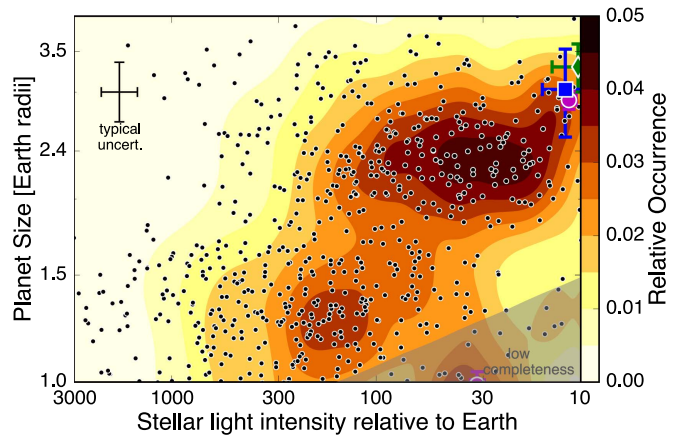 3.5
2.4
1.5
1.0
Planet Size [Earth radii]
typical
uncert.
low
completeness
3000
1000
300
100
30
10
Stellar light intensity relative to Earth
0.05
0.04
0.03
0.02
0.01
0.00
Relative Occurrence